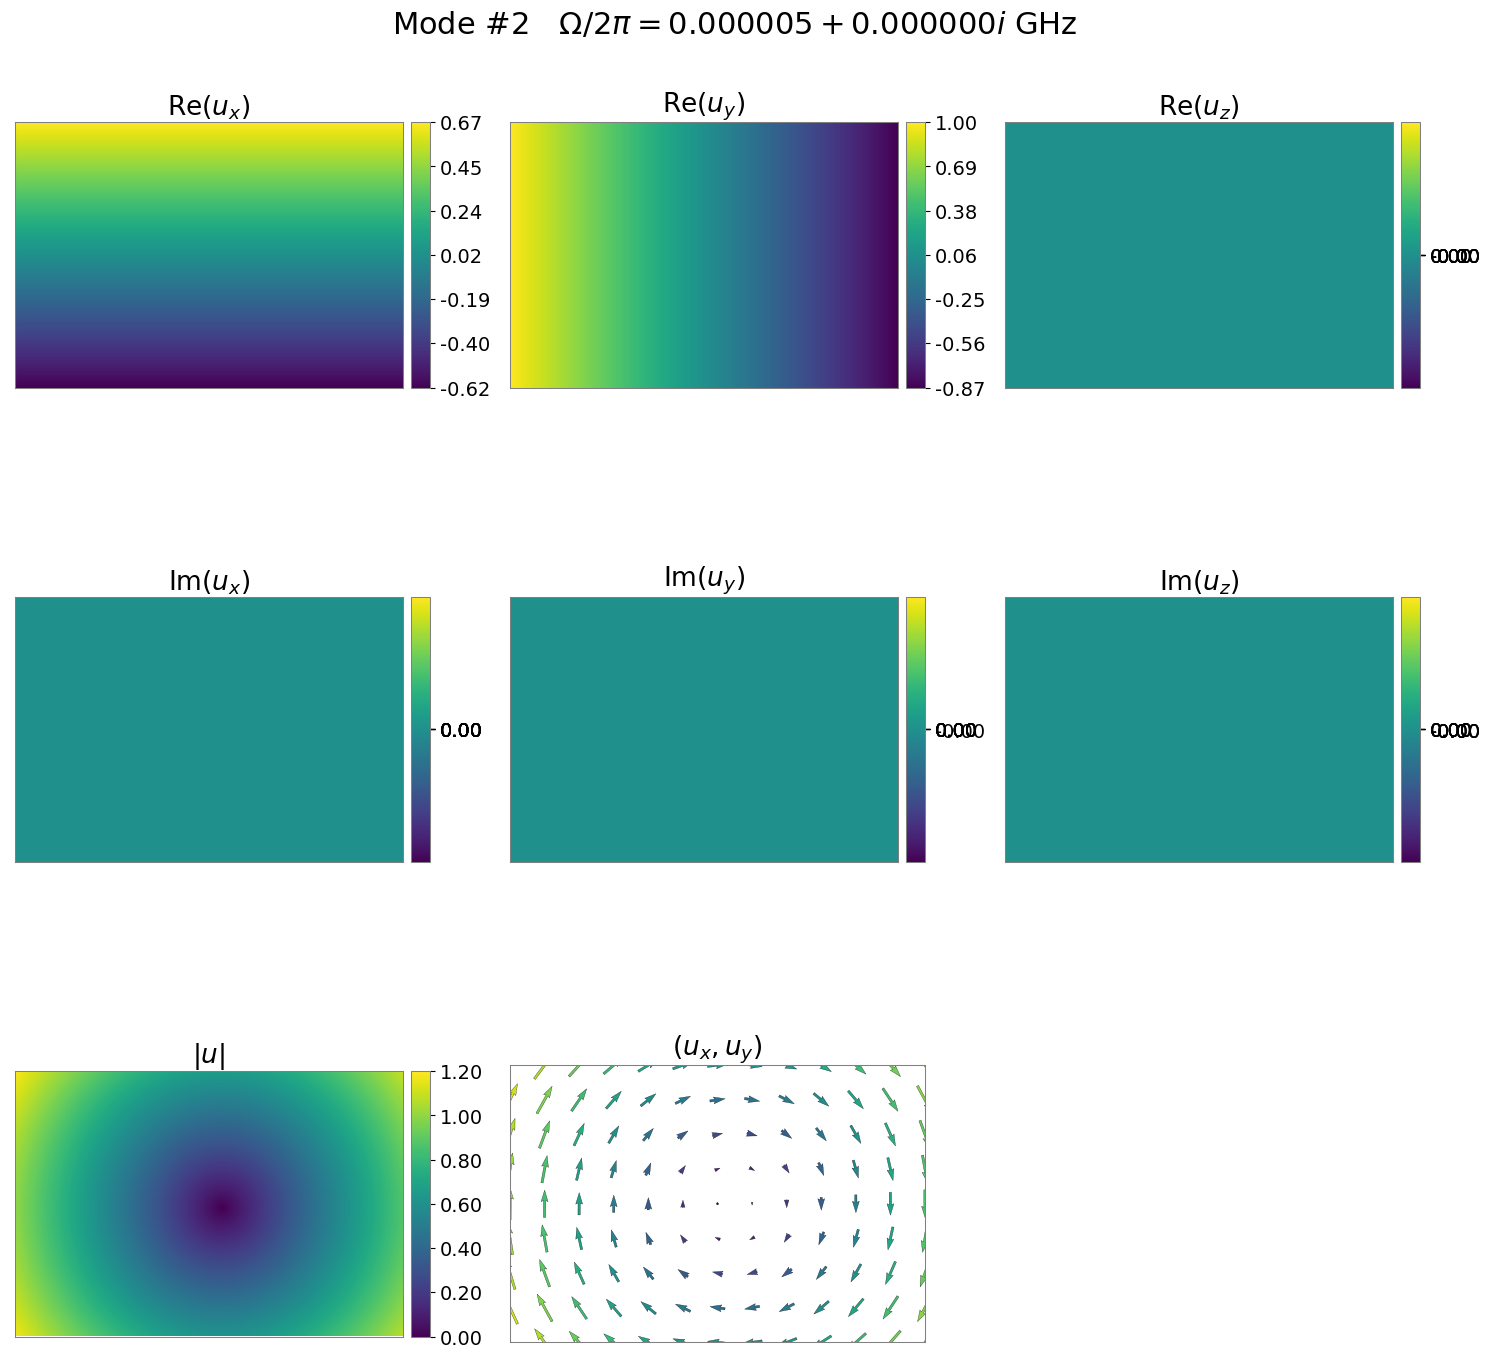 Mode #2 Ω/2π = 0.000005 + 0.000000i GHz
Re(u_x)
0.67
0.45
0.24
0.02
-0.19
-0.40
-0.62
Re(u_y)
1.00
0.69
0.38
0.06
-0.25
-0.56
-0.87
Re(u_z)
Im(u_x)
0.00
Im(u_y)
Im(u_z)
|u|
1.20
1.00
0.80
0.60
0.40
0.20
0.00
(u_x, u_y)